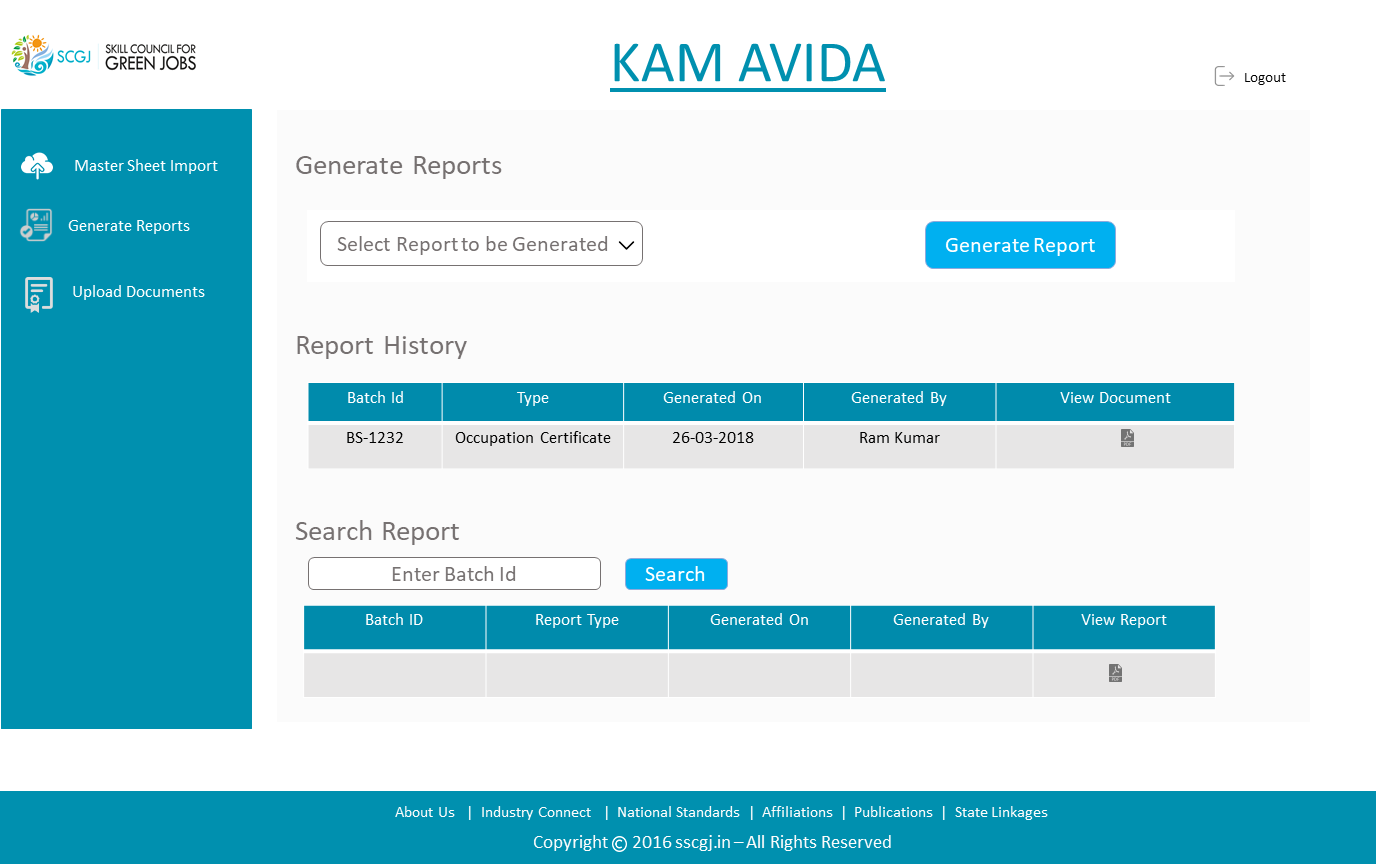 SCGJ SKILL COUNCIL FOR
GREEN JOBS
KAM AVIDA
Logout
Master Sheet Import
Generate Reports
Upload Documents
Generate Reports
Select Report to be Generated
Generate Report
Report History
Batch Id Type Generated On Generated By View Document
BS-1232 Occupation Certificate 26-03-2018 Ram Kumar PDF
Search Report
Enter Batch Id Search
Batch ID Report Type Generated On Generated By View Report
PDF
About Us | Industry Connect | National Standards | Affiliations | Publications | State Linkages
Copyright © 2016 sscgj.in – All Rights Reserved